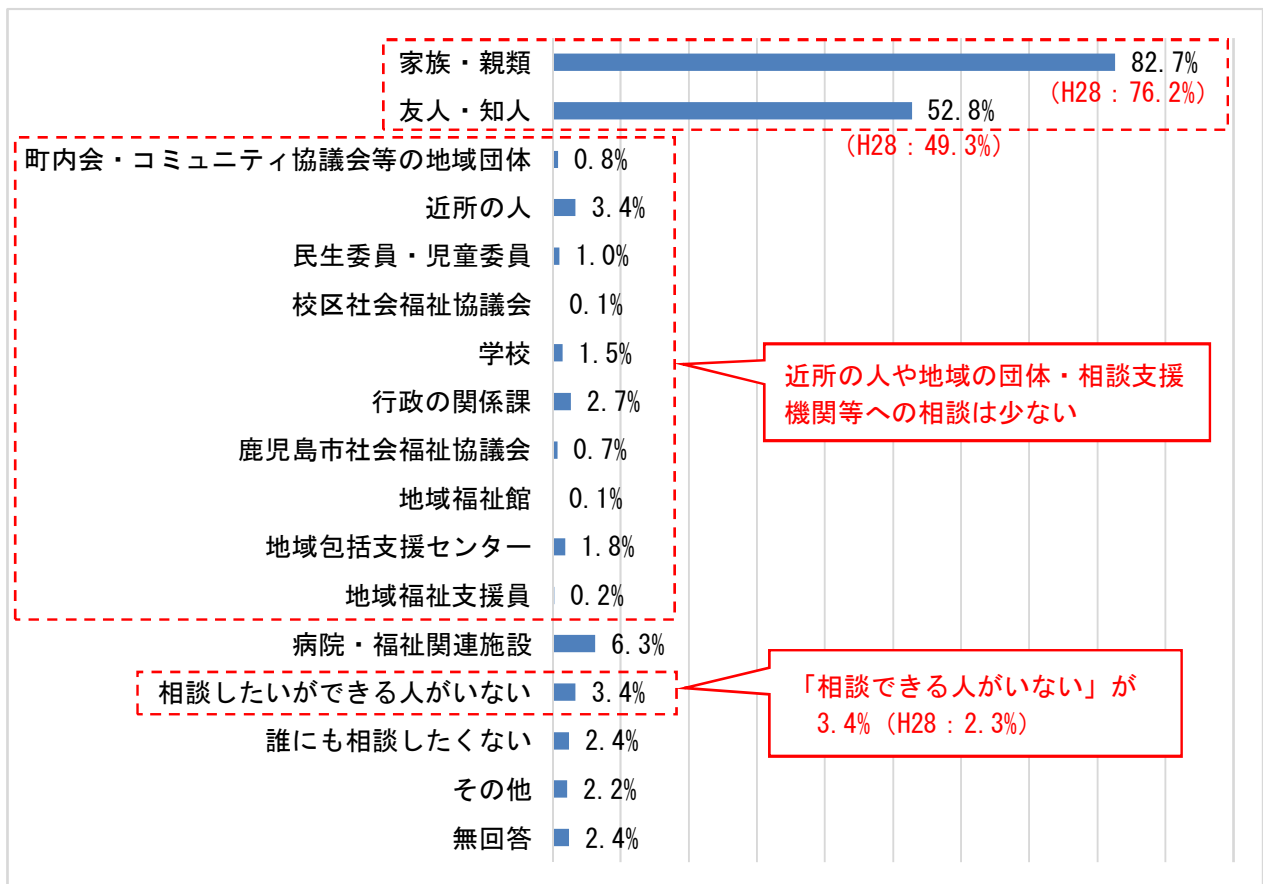 家族・親類 82.7%
(H28：76.2%)
友人・知人 52.8%
(H28：49.3%)
町内会・コミュニティ協議会等の地域団体 0.8%
近所の人 3.4%
民生委員・児童委員 1.0%
校区社会福祉協議会 0.1%
学校 1.5%
近所の人や地域の団体・相談支援
機関等への相談は少ない
行政の関係課 2.7%
鹿児島市社会福祉協議会 0.7%
地域福祉館 0.1%
地域包括支援センター 1.8%
地域福祉支援員 0.2%
病院・福祉関連施設 6.3%
相談したいができる人がいない 3.4%
「相談できる人がいない」が
3.4%（H28：2.3%）
誰にも相談したくない 2.4%
その他 2.2%
無回答 2.4%